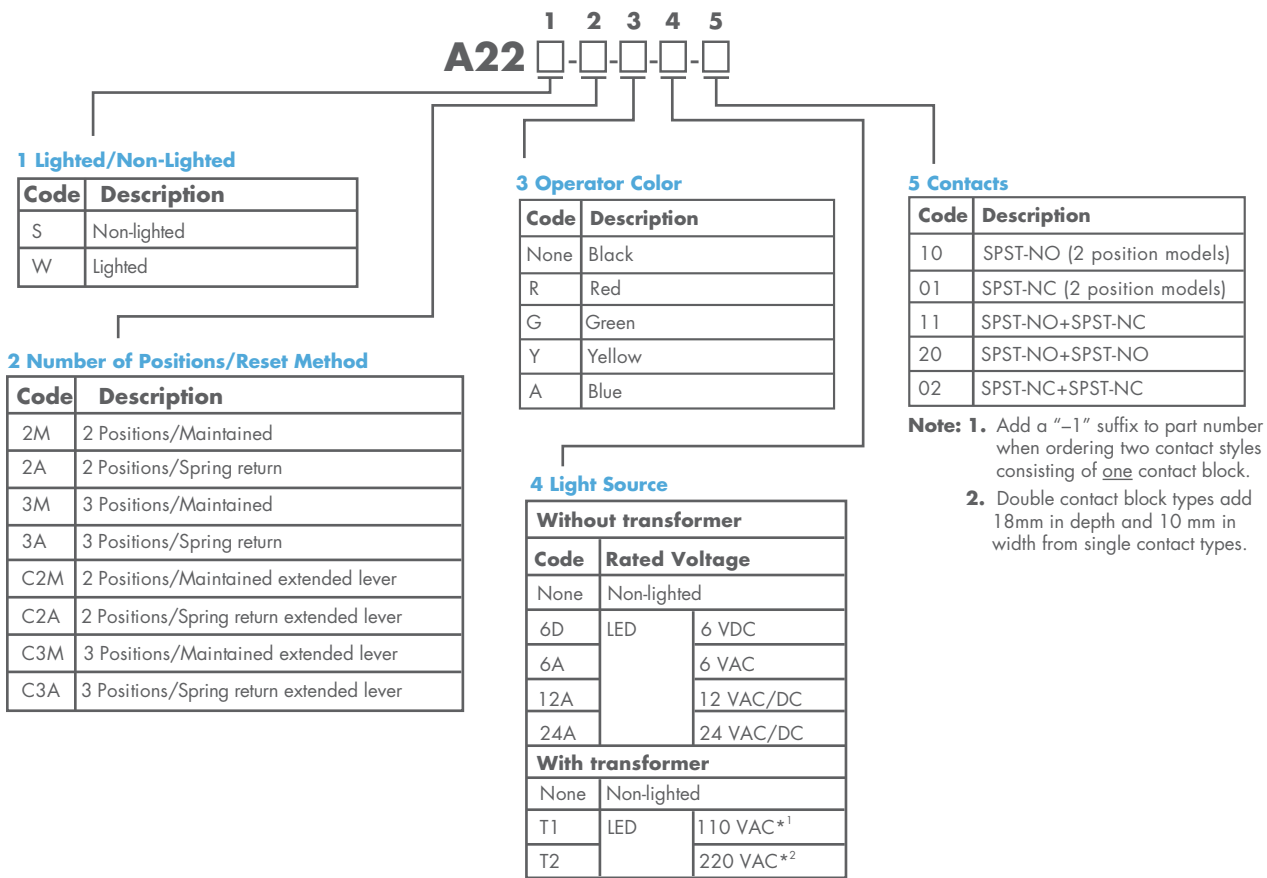 1 2 3 4 5
A22 □-□-□-□-□
1 Lighted/Non-Lighted
Code Description
S Non-lighted
W Lighted
2 Number of Positions/Reset Method
Code Description
2M 2 Positions/Maintained
2A 2 Positions/Spring return
3M 3 Positions/Maintained
3A 3 Positions/Spring return
C2M 2 Positions/Maintained extended lever
C2A 2 Positions/Spring return extended lever
C3M 3 Positions/Maintained extended lever
C3A 3 Positions/Spring return extended lever
3 Operator Color
Code Description
None Black
R Red
G Green
Y Yellow
A Blue
4 Light Source
Without transformer
Code Rated Voltage
None Non-lighted
6D LED 6 VDC
6A 6 VAC
12A 12 VAC/DC
24A 24 VAC/DC
With transformer
None Non-lighted
T1 LED 110 VAC*1
T2 220 VAC*2
5 Contacts
Code Description
10 SPST-NO (2 position models)
01 SPST-NC (2 position models)
11 SPST-NO+SPST-NC
20 SPST-NO+SPST-NO
02 SPST-NC+SPST-NC
Note: 1. Add a “–1” suffix to part number
when ordering two contact styles
consisting of one contact block.
2. Double contact block types add
18mm in depth and 10 mm in
width from single contact types.